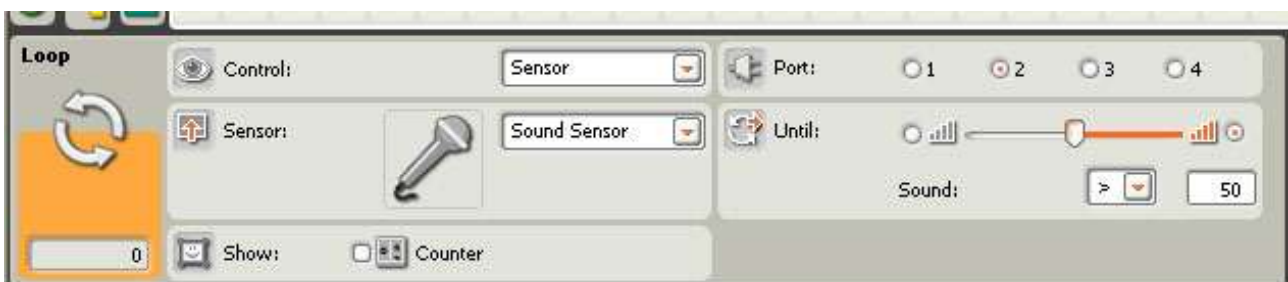 Loop
Control:
Sensor
Port:
1
2
3
4
Sensor:
Sound Sensor
Until:
Sound:
>
50
0
Show:
Counter